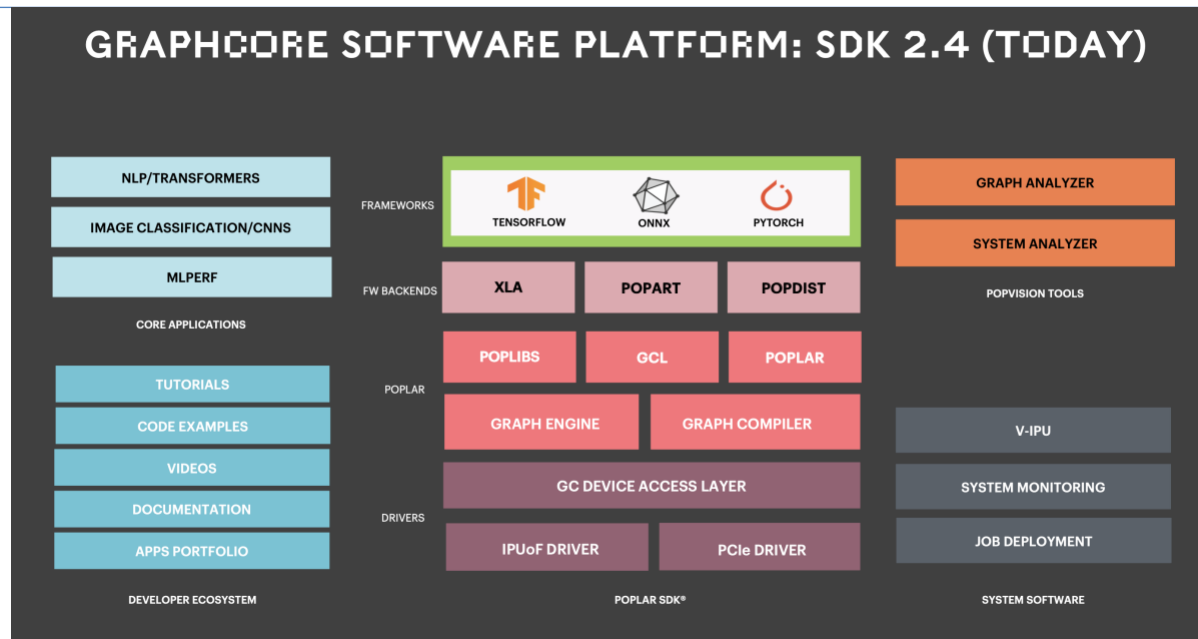 GRAPHCORE SOFTWARE PLATFORM: SDK 2.4 (TODAY)
NLP/TRANSFORMERS
IMAGE CLASSIFICATION/CNNS
MLPERF
CORE APPLICATIONS
TUTORIALS
CODE EXAMPLES
VIDEOS
DOCUMENTATION
APPS PORTFOLIO
DEVELOPER ECOSYSTEM
FRAMEWORKS
TENSORFLOW
ONNX
PYTORCH
FW BACKENDS
XLA
POPART
POPDIST
POPLAR
POPLIBS
GCL
POPLAR
GRAPH ENGINE
GRAPH COMPILER
DRIVERS
GC DEVICE ACCESS LAYER
IPUoF DRIVER
PCIe DRIVER
POPLAR SDK®
GRAPH ANALYZER
SYSTEM ANALYZER
POPVISION TOOLS
V-IPU
SYSTEM MONITORING
JOB DEPLOYMENT
SYSTEM SOFTWARE